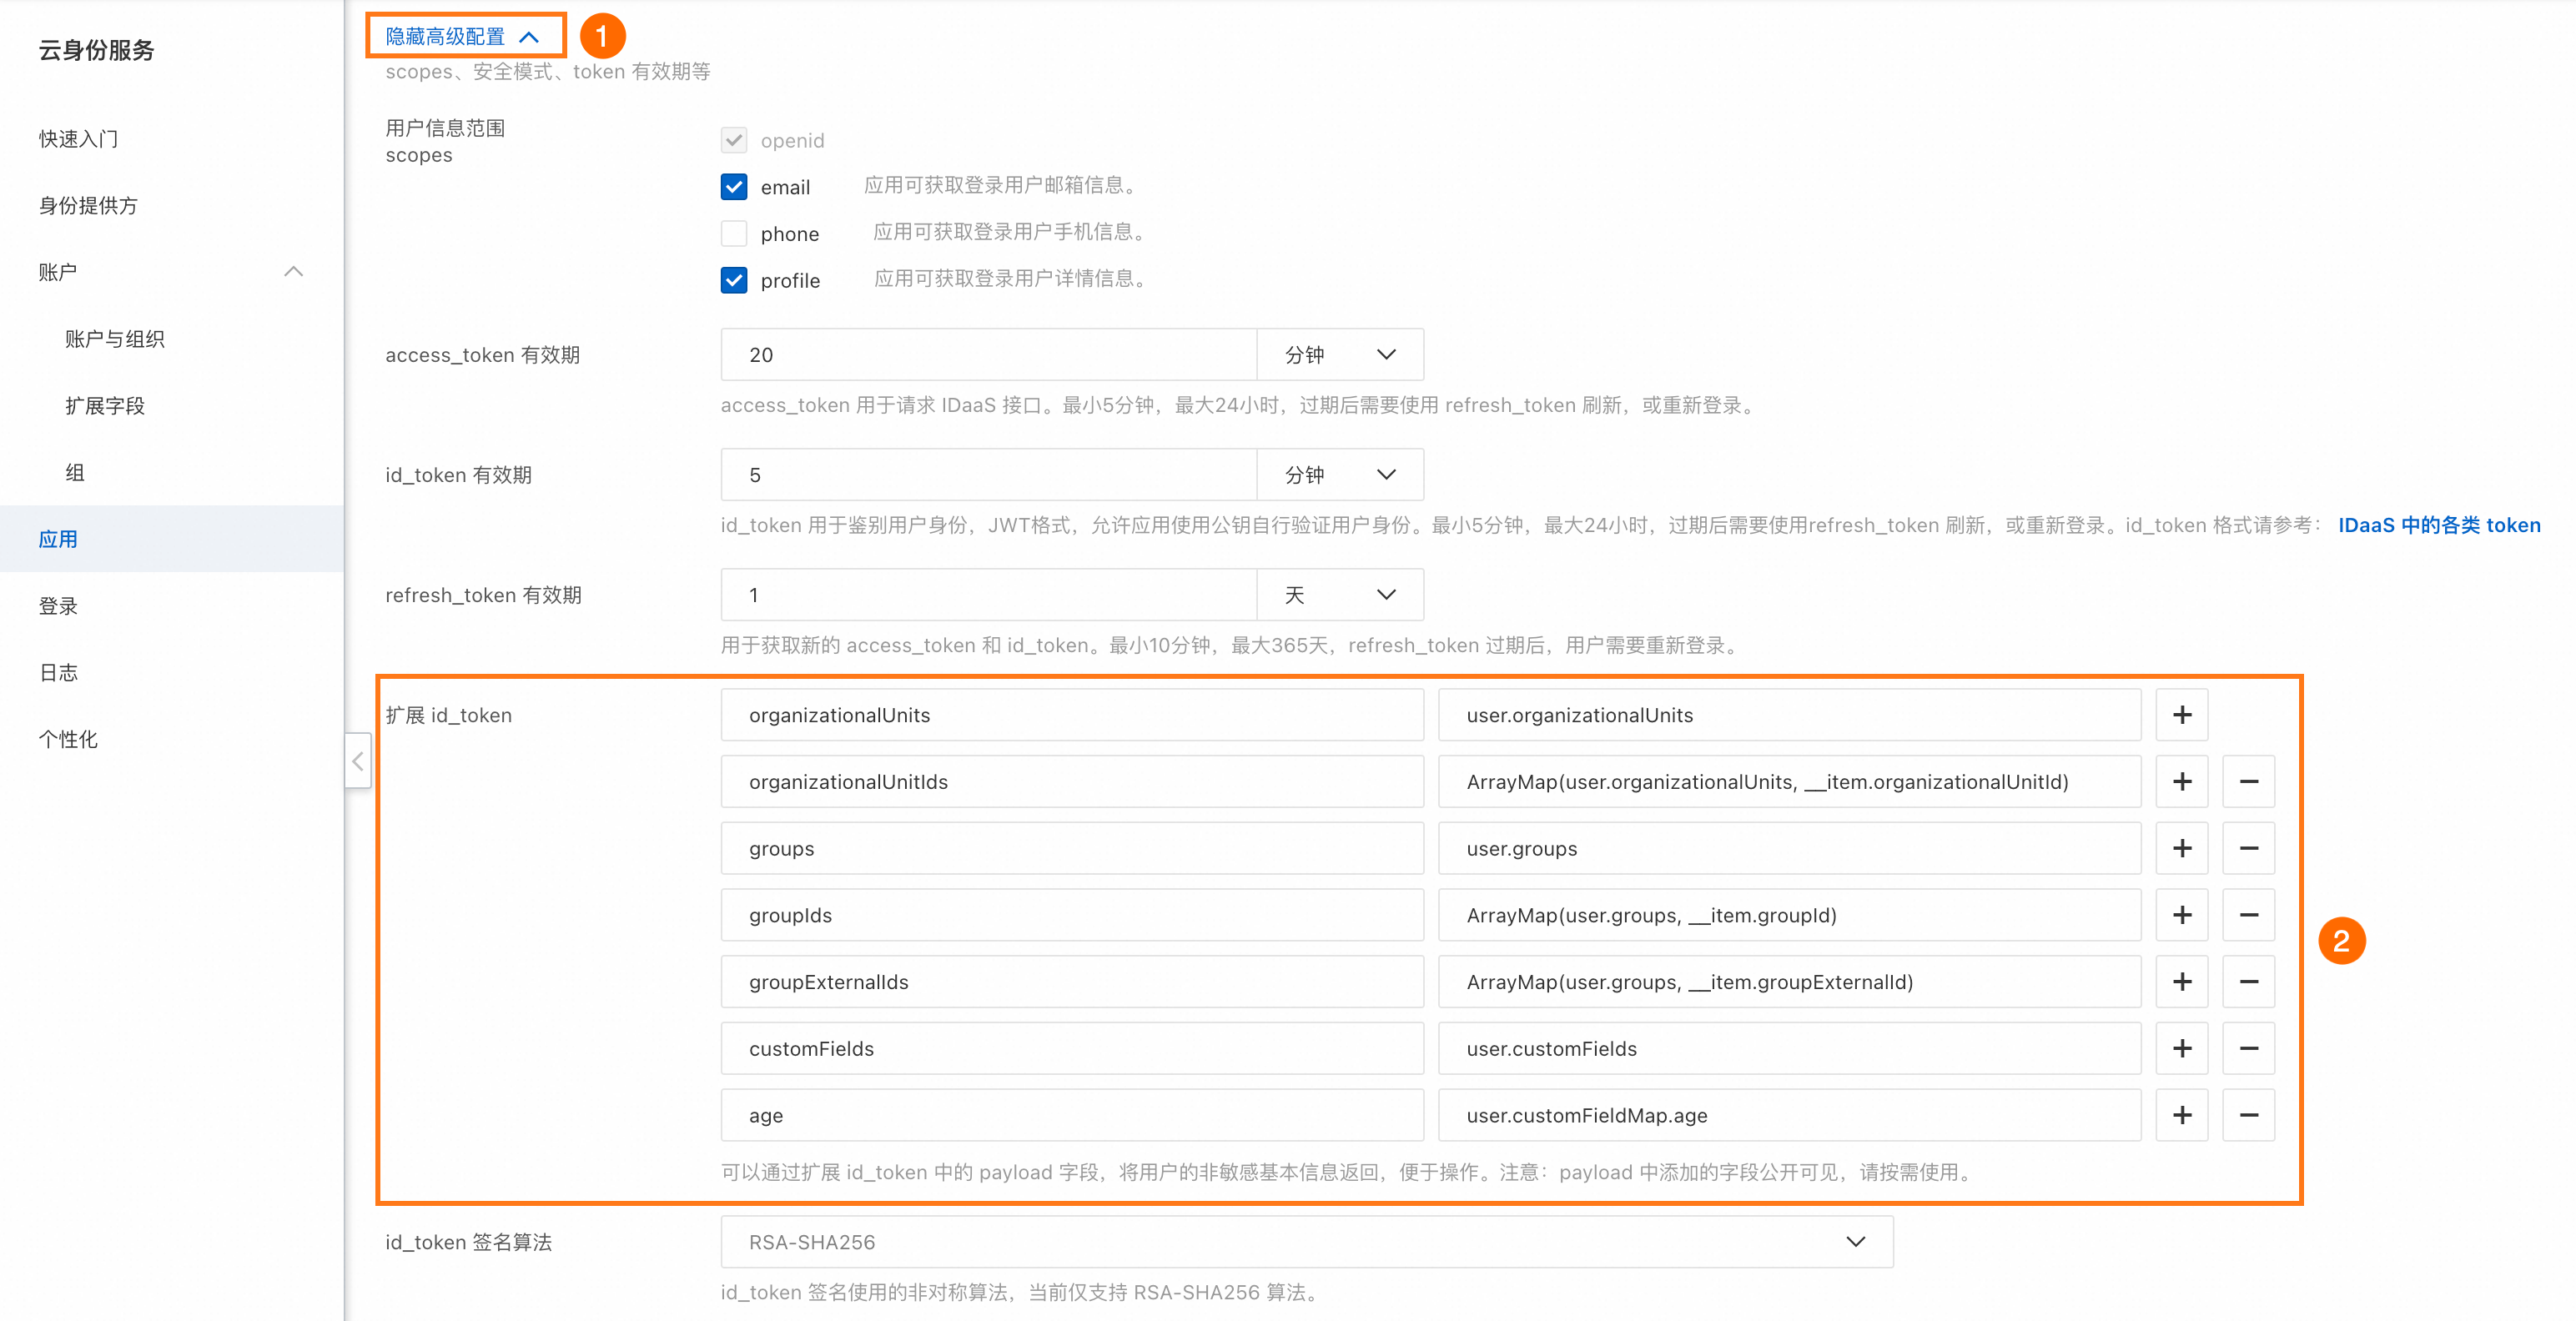 云身份服务
快速入门
身份提供方
账户
账户与组织
扩展字段
组
应用
登录
日志
个性化
隐藏高级配置
1
scopes、安全模式、token 有效期等
用户信息范围
scopes
openid
email 应用可获取登录用户邮箱信息。
phone 应用可获取登录用户手机信息。
profile 应用可获取登录用户详情信息。
access_token 有效期 20 分钟
access_token 用于请求 IDaaS 接口。最小5分钟，最大24小时，过期后需要使用 refresh_token 刷新，或重新登录。
id_token 有效期 5 分钟
id_token 用于鉴别用户身份，JWT格式，允许应用使用公钥自行验证用户身份。最小5分钟，最大24小时，过期后需要使用refresh_token 刷新，或重新登录。id_token 格式请参考： IDaaS 中的各类 token
refresh_token 有效期 1 天
用于获取新的 access_token 和 id_token。最小10分钟，最大365天，refresh_token 过期后，用户需要重新登录。
扩展 id_token organizationalUnits user.organizationalUnits
organizationalUnitIds ArrayMap(user.organizationalUnits, __item.organizationalUnitId)
groups user.groups
groupIds ArrayMap(user.groups, __item.groupId)
2
groupExternalIds ArrayMap(user.groups, __item.groupExternalId)
customFields user.customFields
age user.customFieldMap.age
可以通过扩展 id_token 中的 payload 字段，将用户的非敏感基本信息返回，便于操作。注意：payload 中添加的字段公开可见，请按需使用。
id_token 签名算法 RSA-SHA256
id_token 签名使用的非对称算法，当前仅支持 RSA-SHA256 算法。